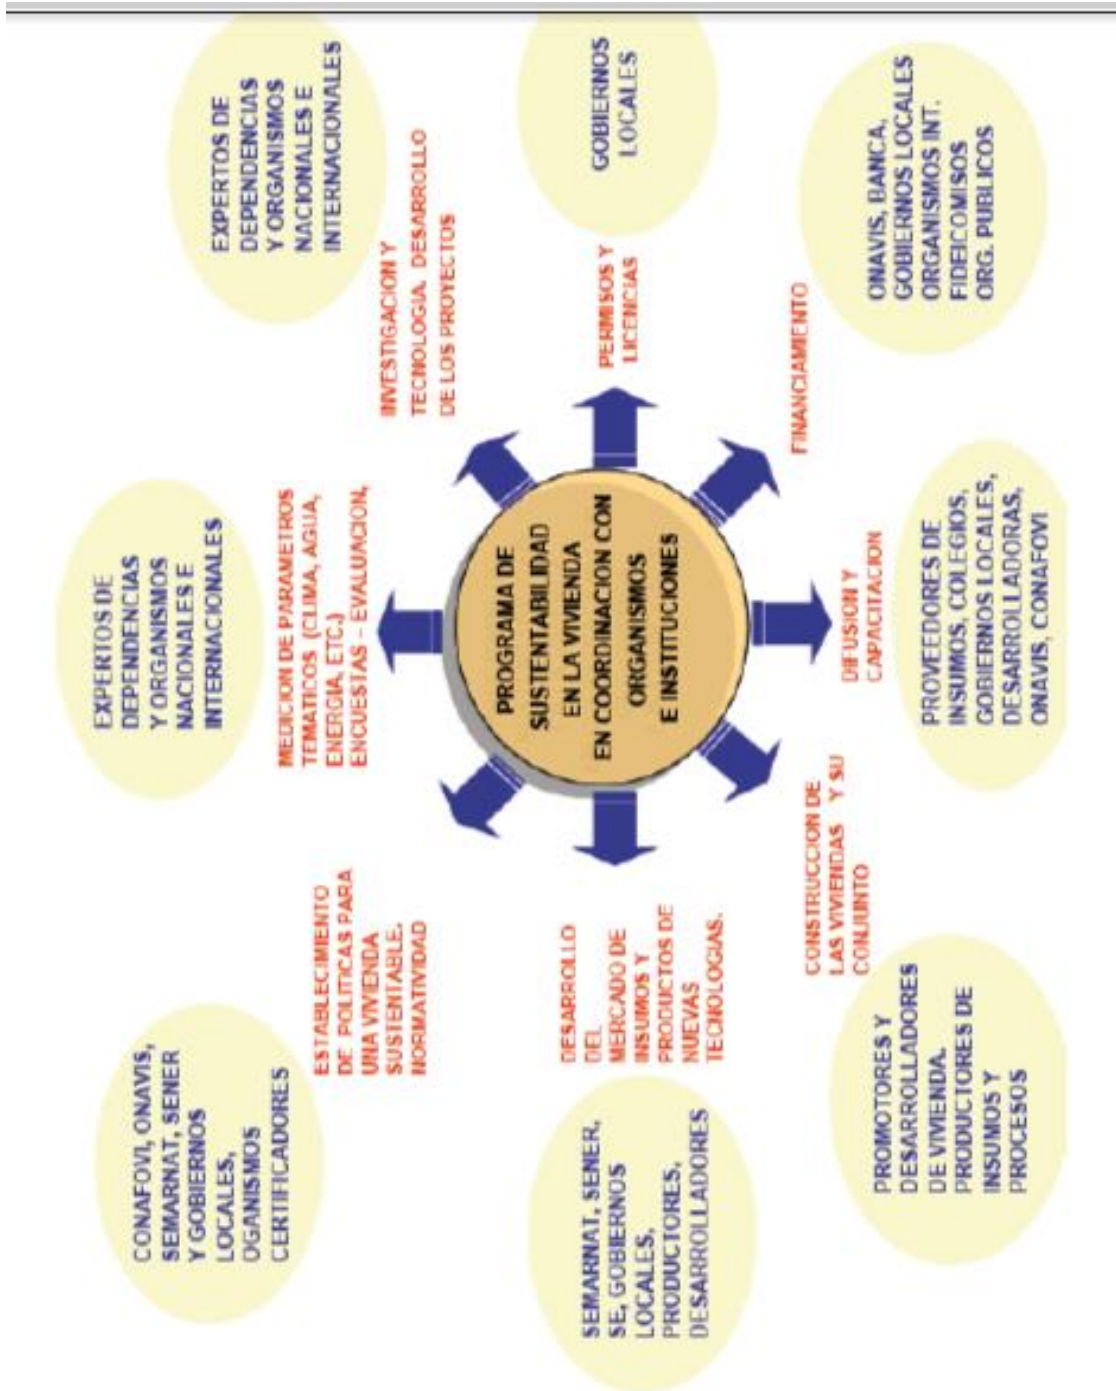 CONAFOVI, ONAVIS,
SEMARNAT, SENER
Y GOBIERNOS
LOCALES,
OGANISMOS
CERTIFICADORES
ESTABLECIMIENTO
DE POLITICAS PARA
UNA VIVIENDA
SUSTENTABLE.
NORMATIVIDAD
EXPERTOS DE
DEPENDENCIAS
Y ORGANISMOS
NACIONALES E
INTERNACIONALES
MEDICION DE PARAMETROS
TEMATICOS (CLIMA, AGUA,
ENERGIA, ETC.)
ENCUESTAS - EVALUACION,
EXPERTOS DE
DEPENDENCIAS
Y ORGANISMOS
NACIONALES E
INTERNACIONALES
INVESTIGACION Y
TECNOLOGIA. DESARROLLO
DE LOS PROYECTOS
SEMARNAT, SENER,
SE, GOBIERNOS
LOCALES,
PRODUCTORES,
DESARROLLADORES
DESARROLLO
DEL
MERCADO DE
INSUMOS Y
PRODUCTOS DE
NUEVAS
TECNOLOGIAS.
PROGRAMA DE
SUSTENTABILIDAD
EN LA VIVIENDA
EN COORDINACION CON
ORGANISMOS
E INSTITUCIONES
PERMISOS Y
LICENCIAS
GOBIERNOS
LOCALES
PROMOTORES Y
DESARROLLADORES
DE VIVIENDA.
PRODUCTORES DE
INSUMOS Y
PROCESOS
CONSTRUCCION DE
LAS VIVIENDAS Y SU
CONJUNTO
DIFUSION Y
CAPACITACION
PROVEEDORES DE
INSUMOS, COLEGIOS,
GOBIERNOS LOCALES,
DESARROLLADORAS,
ONAVIS, CONAFOVI
FINANCIAMIENTO
ONAVIS, BANCA,
GOBIERNOS LOCALES
ORGANISMOS INT.
FIDEICOMISOS
ORG. PUBLICOS